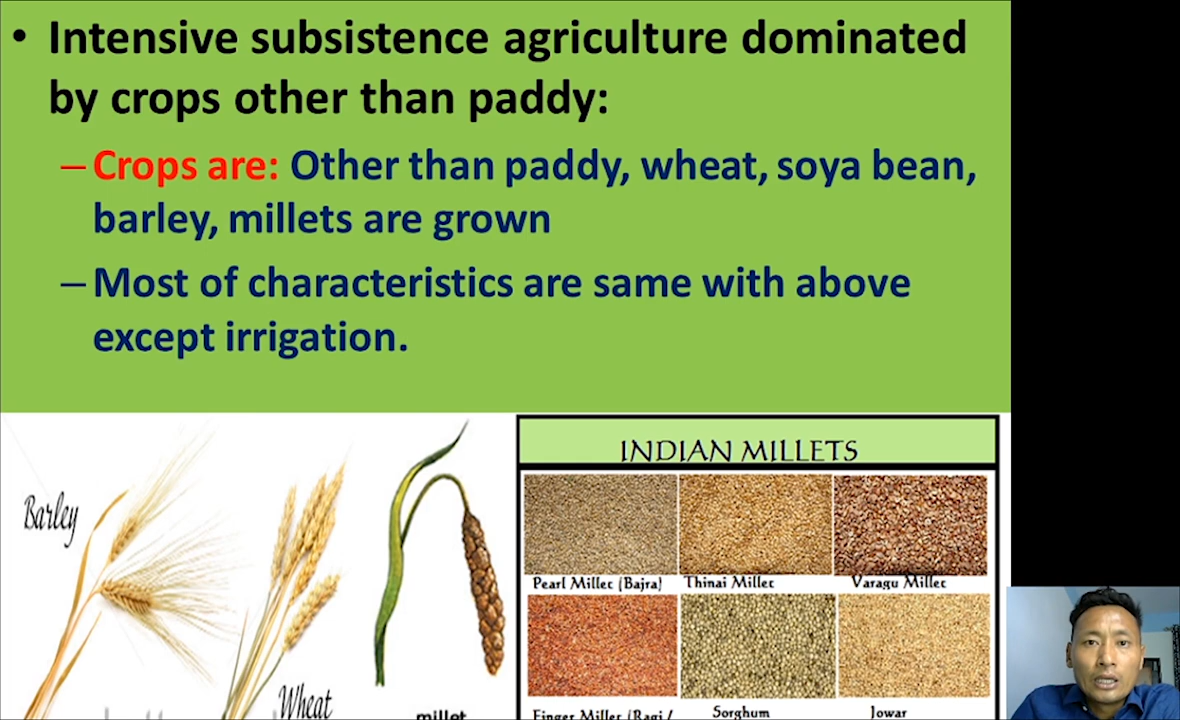 • Intensive subsistence agriculture dominated
by crops other than paddy:
– Crops are: Other than paddy, wheat, soya bean,
barley, millets are grown
– Most of characteristics are same with above
except irrigation.
Barley
Wheat
millet
INDIAN MILLETS
Pearl Millet (Bajra) Thinai Millet Varagu Millet
Finger Millet (Ragi / Sorghum Jowar